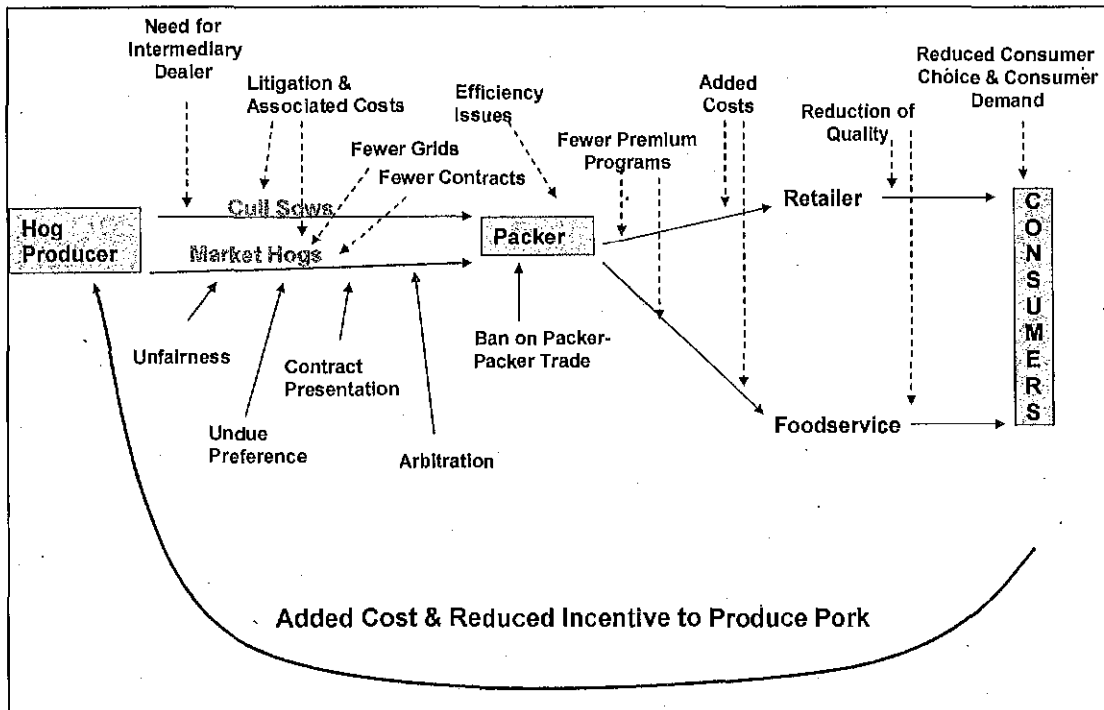 Need for
Intermediary
Dealer
Litigation &
Associated Costs
Efficiency
Issues
Added
Costs
Reduced Consumer
Choice & Consumer
Demand
Reduction of
Quality
Fewer Grids
Fewer Contracts
Fewer Premium
Programs
Cull Sows
Retailer
Hog
Producer
Market Hogs
Packer
CONSUMERS
Unfairness
Contract
Presentation
Ban on Packer-
Packer Trade
Undue
Preference
Arbitration
Foodservice
Added Cost & Reduced Incentive to Produce Pork